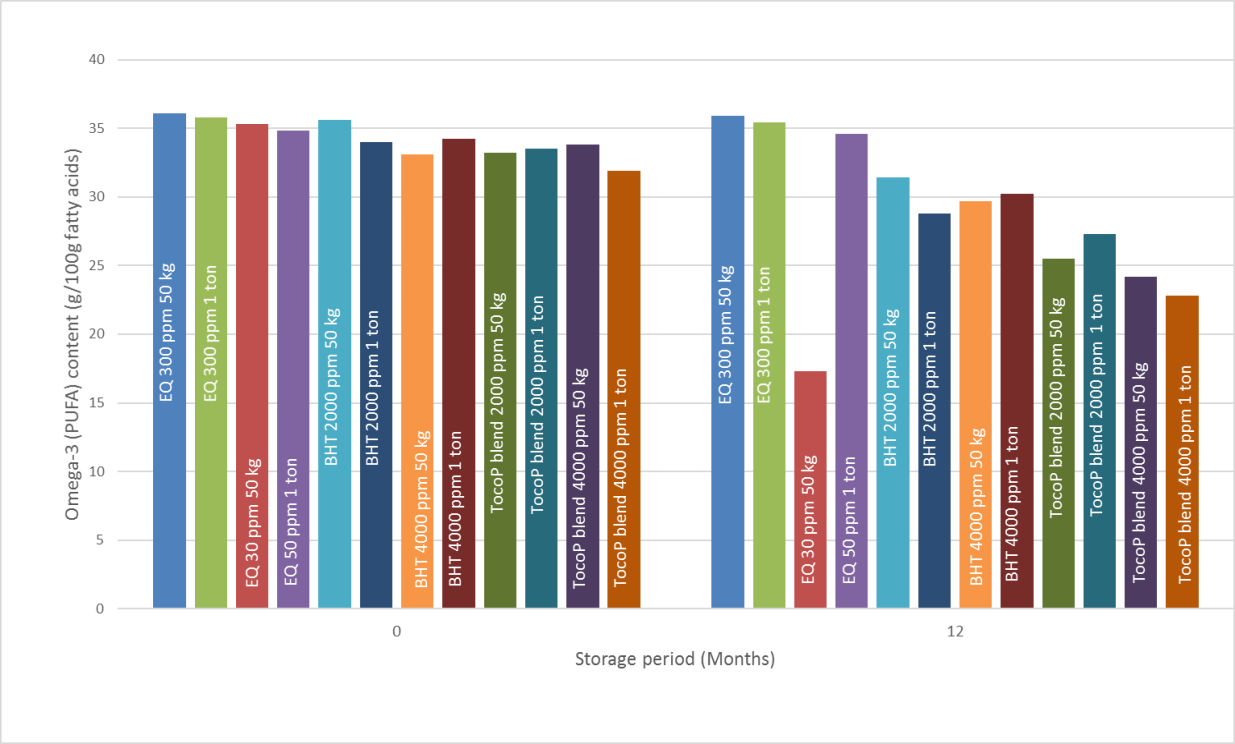 40
35
30
25
20
15
10
5
0
Omega-3 (PUFA) content (g/100g fatty acids)
EQ 300 ppm 50 kg
EQ 300 ppm 1 ton
EQ 30 ppm 50 kg
EQ 50 ppm 1 ton
BHT 2000 ppm 50 kg
BHT 2000 ppm 1 ton
BHT 4000 ppm 50 kg
BHT 4000 ppm 1 ton
TocoP blend 2000 ppm 50 kg
TocoP blend 2000 ppm 1 ton
TocoP blend 4000 ppm 50 kg
TocoP blend 4000 ppm 1 ton
EQ 300 ppm 50 kg
EQ 300 ppm 1 ton
EQ 30 ppm 50 kg
EQ 50 ppm 1 ton
BHT 2000 ppm 50 kg
BHT 2000 ppm 1 ton
BHT 4000 ppm 50 kg
BHT 4000 ppm 1 ton
TocoP blend 2000 ppm 50 kg
TocoP blend 2000 ppm 1 ton
TocoP blend 4000 ppm 50 kg
TocoP blend 4000 ppm 1 ton
0
12
Storage period (Months)